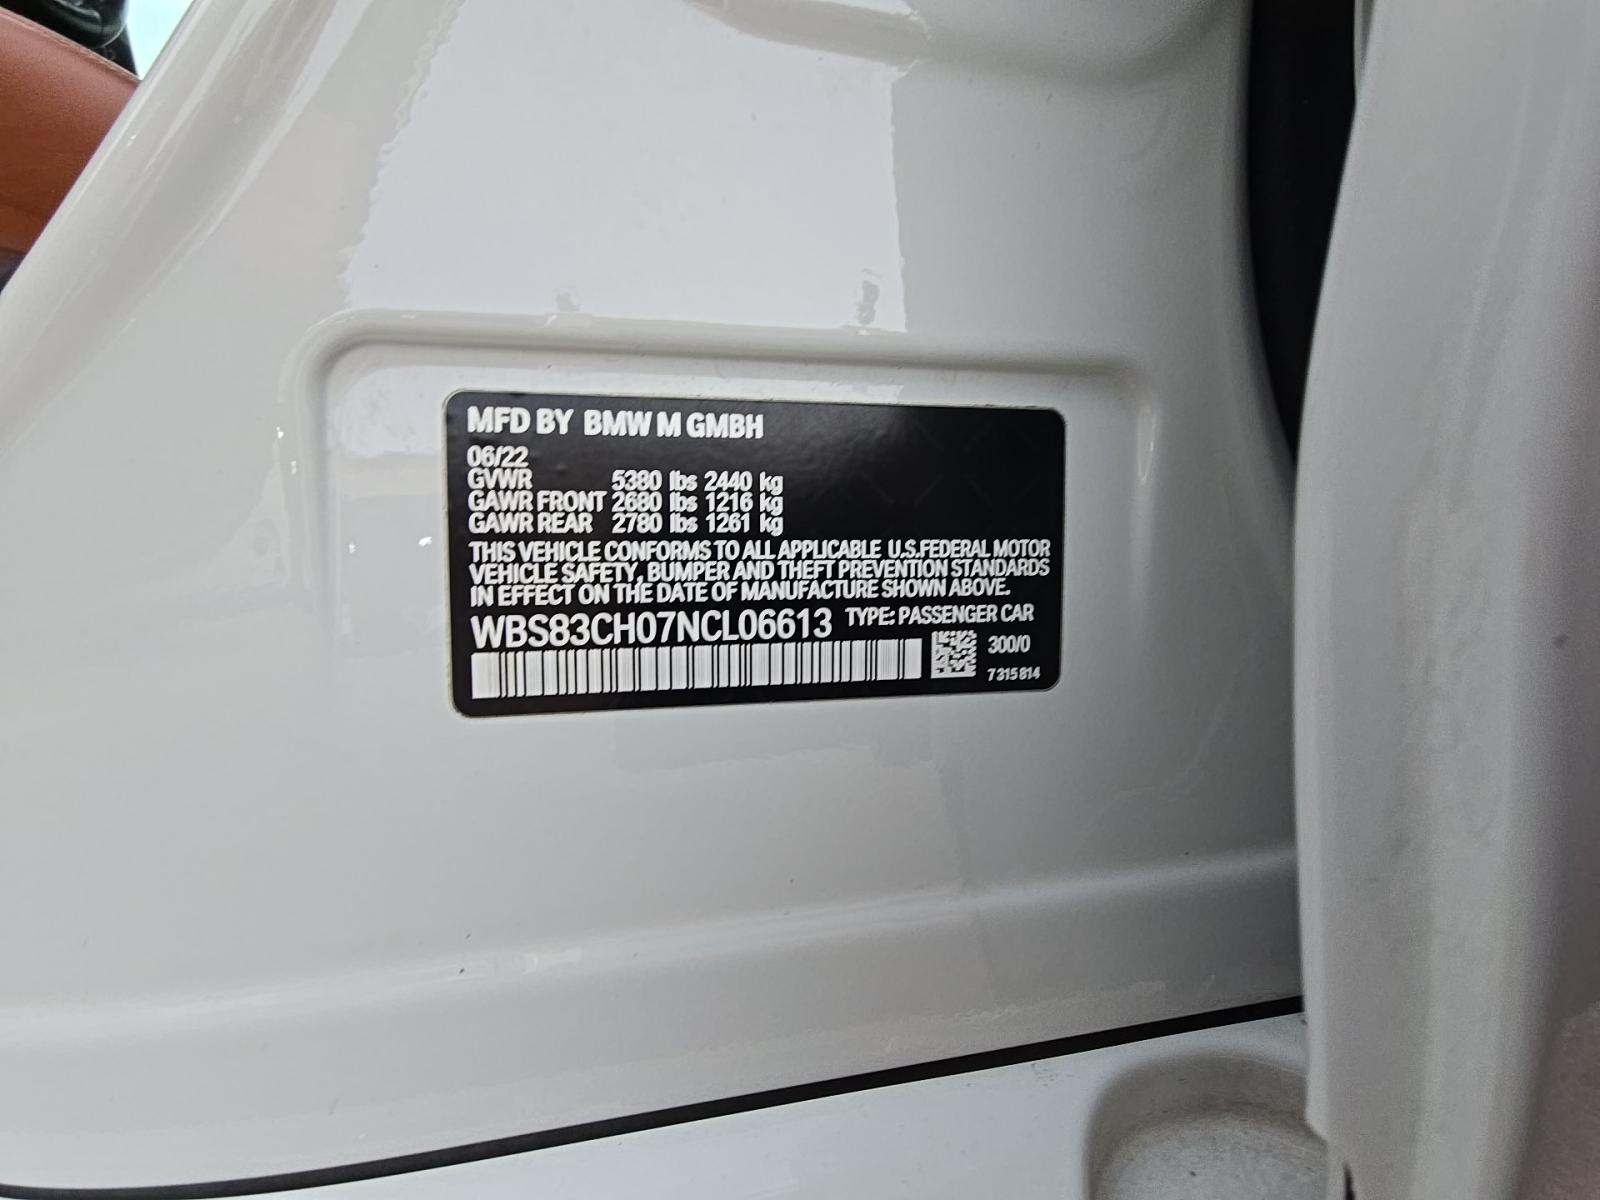 MFD BY BMW M GMBH
06/22
GVWR 5380 lbs 2440 kg
GAWR FRONT 2680 lbs 1216 kg
GAWR REAR 2780 lbs 1261 kg
THIS VEHICLE CONFORMS TO ALL APPLICABLE U.S.FEDERAL MOTOR
VEHICLE SAFETY, BUMPER AND THEFT PREVENTION STANDARDS
IN EFFECT ON THE DATE OF MANUFACTURE SHOWN ABOVE.
WBS83CH07NCL06613 TYPE: PASSENGER CAR
300/0
7315814